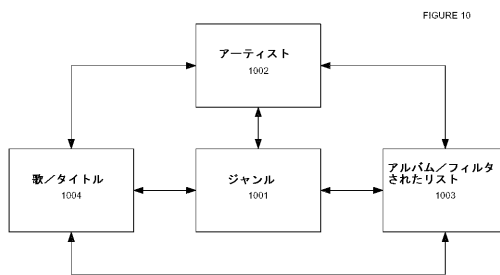 FIGURE 10
アーティスト
1002
歌／タイトル
1004
ジャンル
1001
アルバム／フィルタ
されたリスト
1003